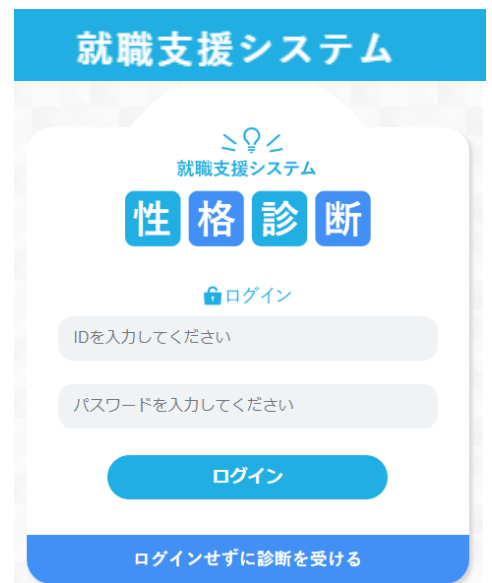 就職支援システム
就職支援システム
性格診断
ログイン
IDを入力してください
パスワードを入力してください
ログイン
ログインせずに診断を受ける